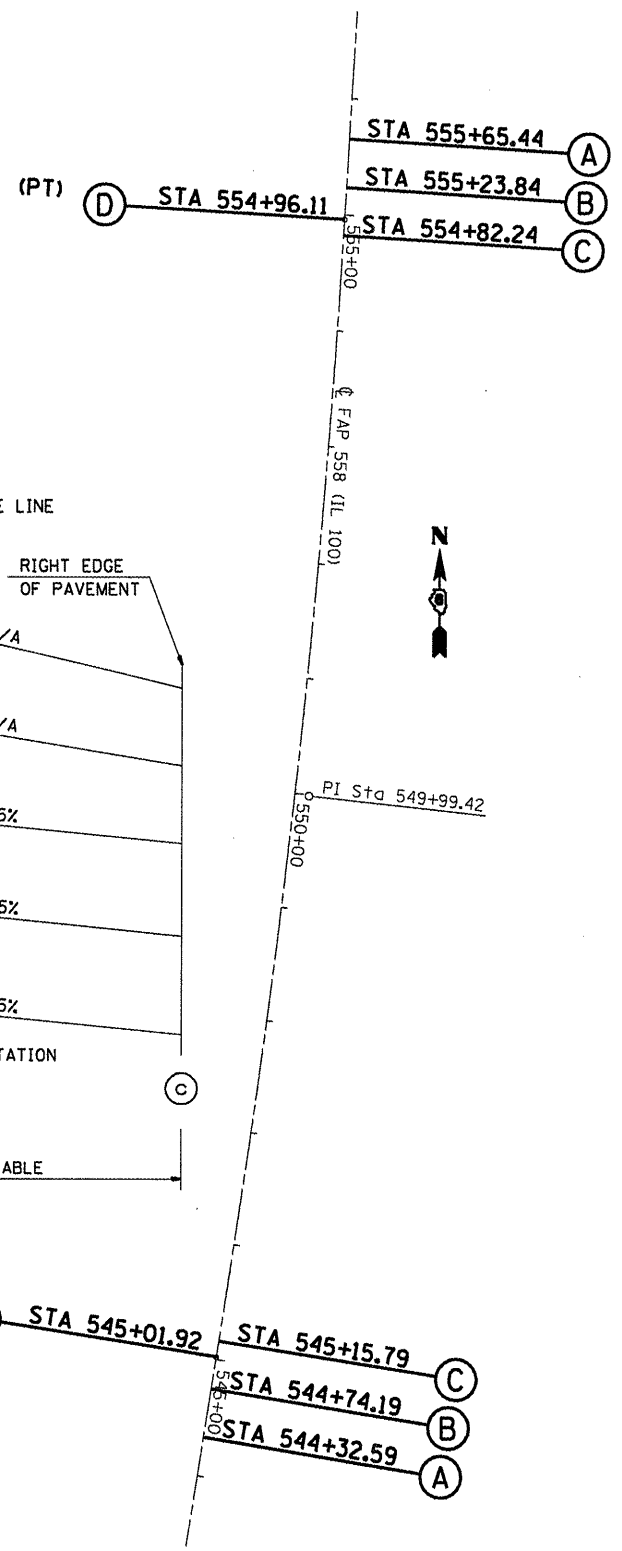 STA 555+65.44 A
(PT) D STA 554+96.11
STA 555+23.84 B
STA 554+82.24 C
555+00
℄ FAP 558 (IL 100)
E LINE
N
RIGHT EDGE
OF PAVEMENT
/A
/A
PI Sta 549+99.42
550+00
5%
5%
5%
TATION
C
ABLE
STA 545+01.92
STA 545+15.79 C
545+00
STA 544+74.19 B
STA 544+32.59 A